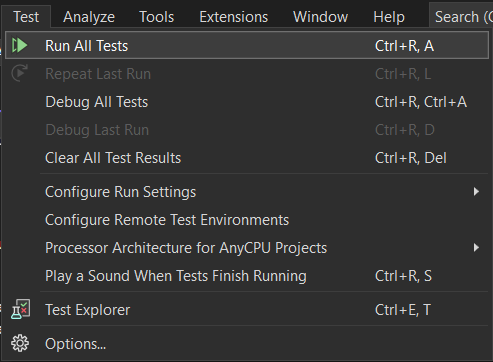 Test Analyze Tools Extensions Window Help Search (C
Run All Tests Ctrl+R, A
Repeat Last Run Ctrl+R, L
Debug All Tests Ctrl+R, Ctrl+A
Debug Last Run Ctrl+R, D
Clear All Test Results Ctrl+R, Del
Configure Run Settings
Configure Remote Test Environments
Processor Architecture for AnyCPU Projects
Play a Sound When Tests Finish Running Ctrl+R, S
Test Explorer Ctrl+E, T
Options...